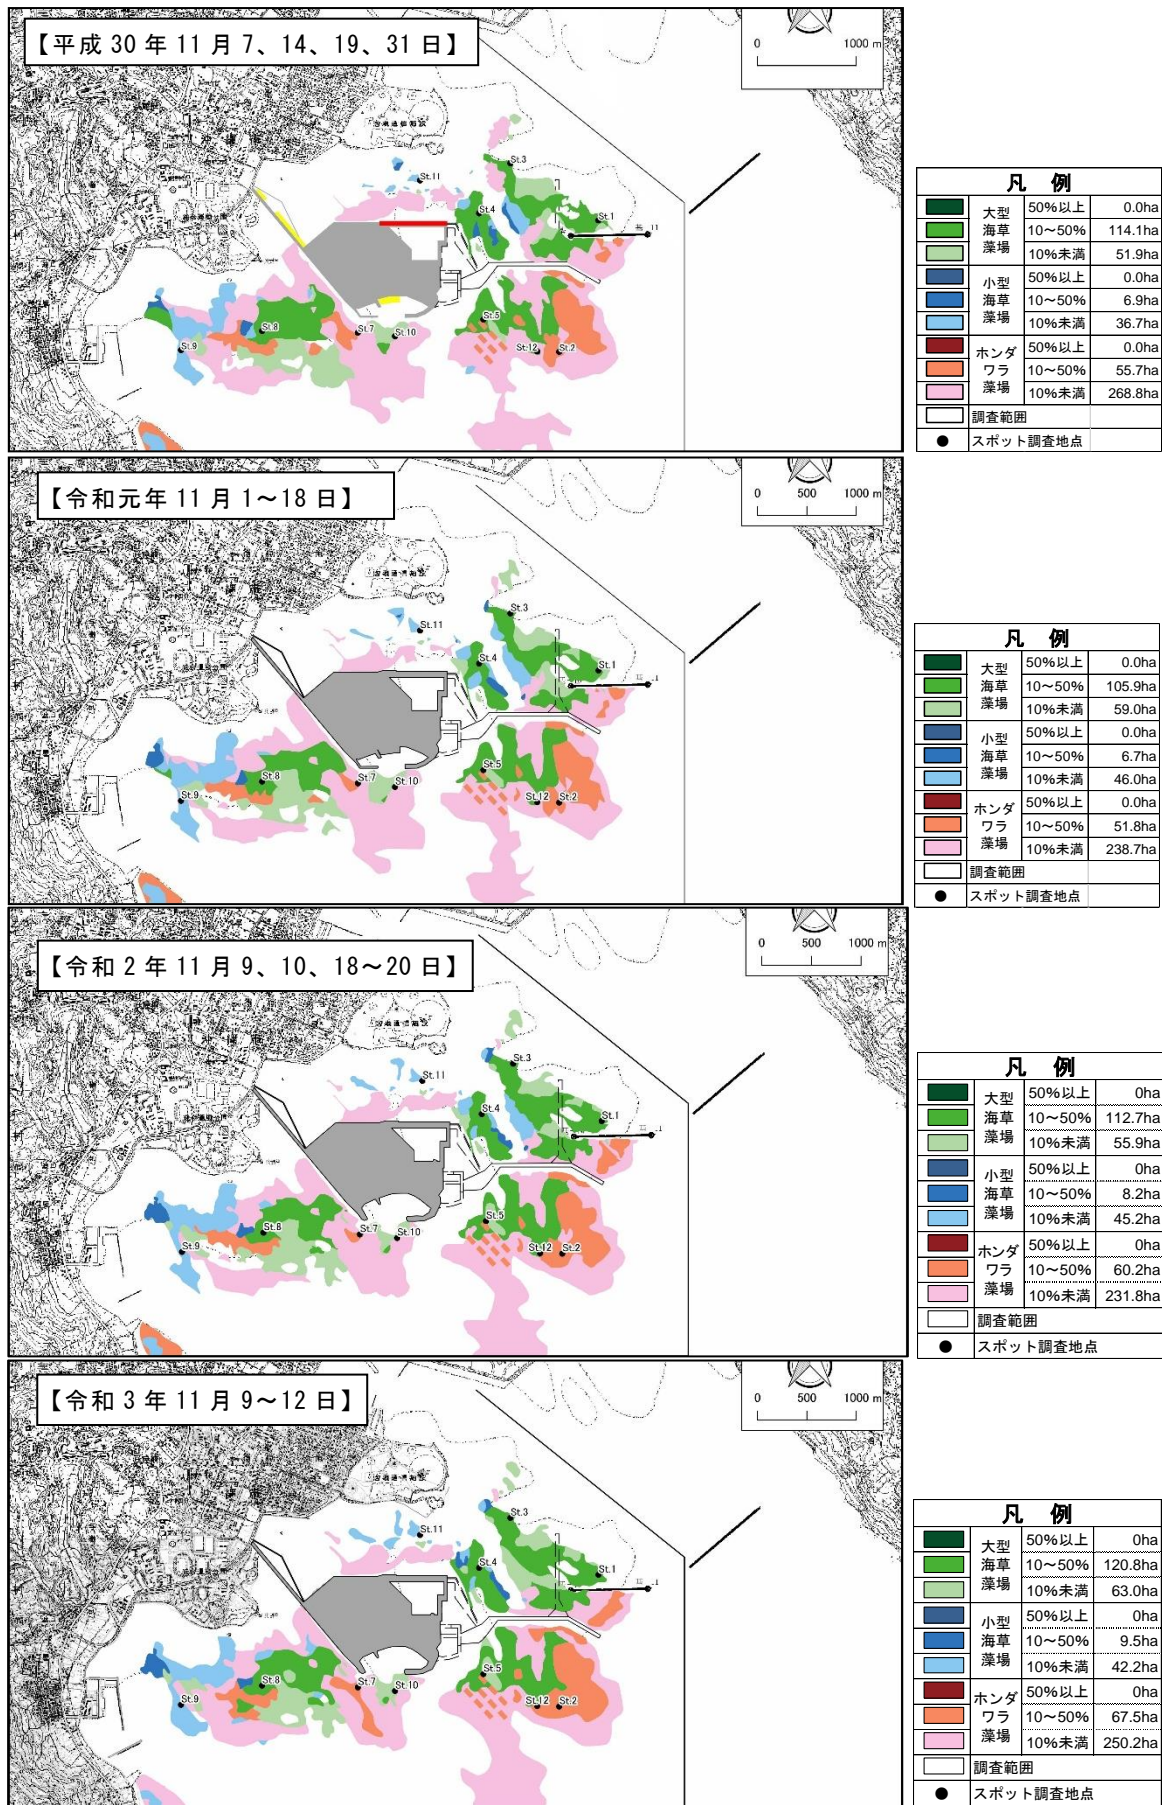 【平成30年11月7、14、19、31日】
0 1000 m
St.3
St.11
St.4
St.1
St.5
St.8
St.7
St.10
St.9
St.12
St.2
凡 例
大型海草藻場 50%以上 0.0ha
10～50% 114.1ha
10%未満 51.9ha
小型海草藻場 50%以上 0.0ha
10～50% 6.9ha
10%未満 36.7ha
ホンダワラ藻場 50%以上 0.0ha
10～50% 55.7ha
10%未満 268.8ha
調査範囲
● スポット調査地点
【令和元年11月1～18日】
0 500 1000 m
St.3
St.11
St.4
St.1
St.5
St.8
St.7
St.10
St.9
St.12
St.2
凡 例
大型海草藻場 50%以上 0.0ha
10～50% 105.9ha
10%未満 59.0ha
小型海草藻場 50%以上 0.0ha
10～50% 6.7ha
10%未満 46.0ha
ホンダワラ藻場 50%以上 0.0ha
10～50% 51.8ha
10%未満 238.7ha
調査範囲
● スポット調査地点
【令和2年11月9、10、18～20日】
0 500 1000 m
St.3
St.11
St.4
St.1
St.5
St.8
St.7
St.10
St.9
St.12
St.2
凡 例
大型海草藻場 50%以上 0ha
10～50% 112.7ha
10%未満 55.9ha
小型海草藻場 50%以上 0ha
10～50% 8.2ha
10%未満 45.2ha
ホンダワラ藻場 50%以上 0ha
10～50% 60.2ha
10%未満 231.8ha
調査範囲
● スポット調査地点
【令和3年11月9～12日】
0 500 1000 m
St.3
St.11
St.4
St.1
St.5
St.8
St.7
St.10
St.9
St.12
St.2
凡 例
大型海草藻場 50%以上 0ha
10～50% 120.8ha
10%未満 63.0ha
小型海草藻場 50%以上 0ha
10～50% 9.5ha
10%未満 42.2ha
ホンダワラ藻場 50%以上 0ha
10～50% 67.5ha
10%未満 250.2ha
調査範囲
● スポット調査地点